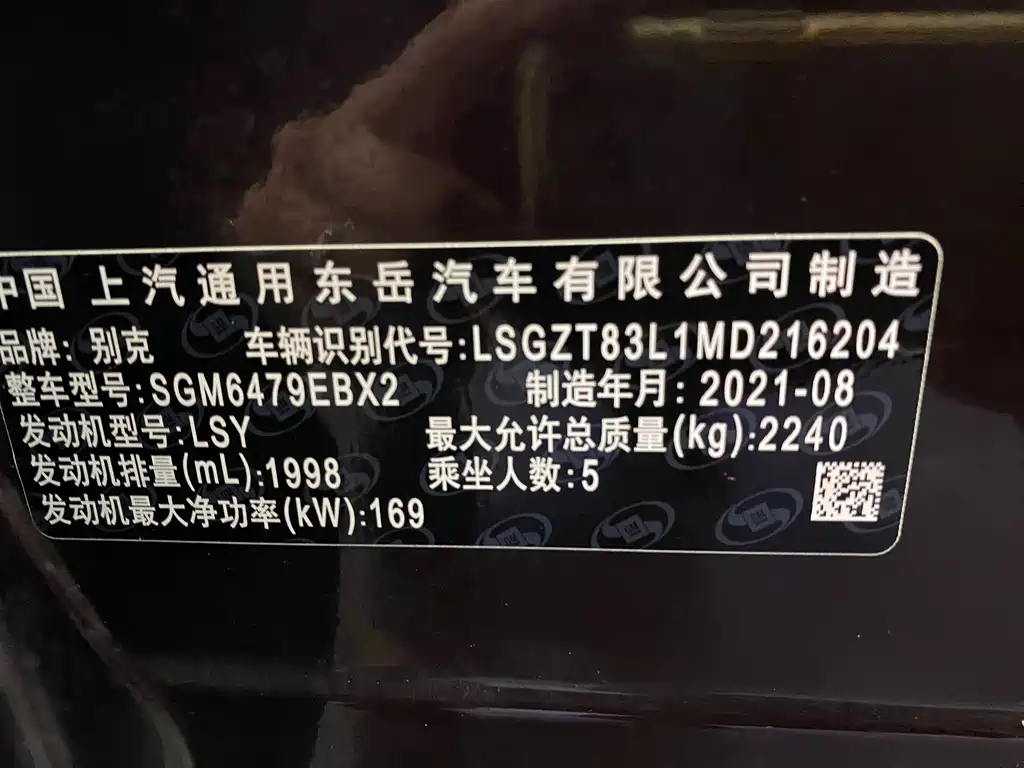 中国 上汽通用东岳汽车有限公司制造
品牌: 别克 车辆识别代号:LSGZT83L1MD216204
整车型号:SGM6479EBX2 制造年月: 2021-08
发动机型号:LSY 最大允许总质量(kg):2240
发动机排量(mL):1998 乘坐人数:5
发动机最大净功率(kW):169